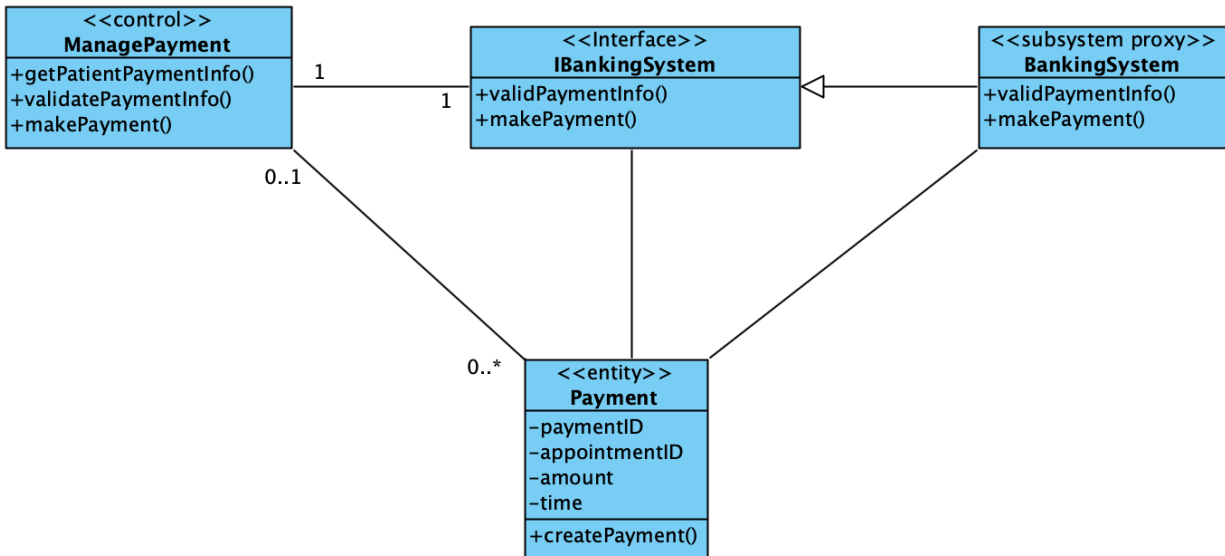 <<control>>
ManagePayment
+getPatientPaymentInfo()
+validatePaymentInfo()
+makePayment()
1
1
<<Interface>>
IBankingSystem
+validPaymentInfo()
+makePayment()
<<subsystem proxy>>
BankingSystem
+validPaymentInfo()
+makePayment()
0..1
0..*
<<entity>>
Payment
-paymentID
-appointmentID
-amount
-time
+createPayment()